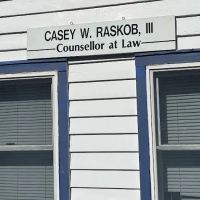 CASEY W. RASKOB, III
Counsellor at Law